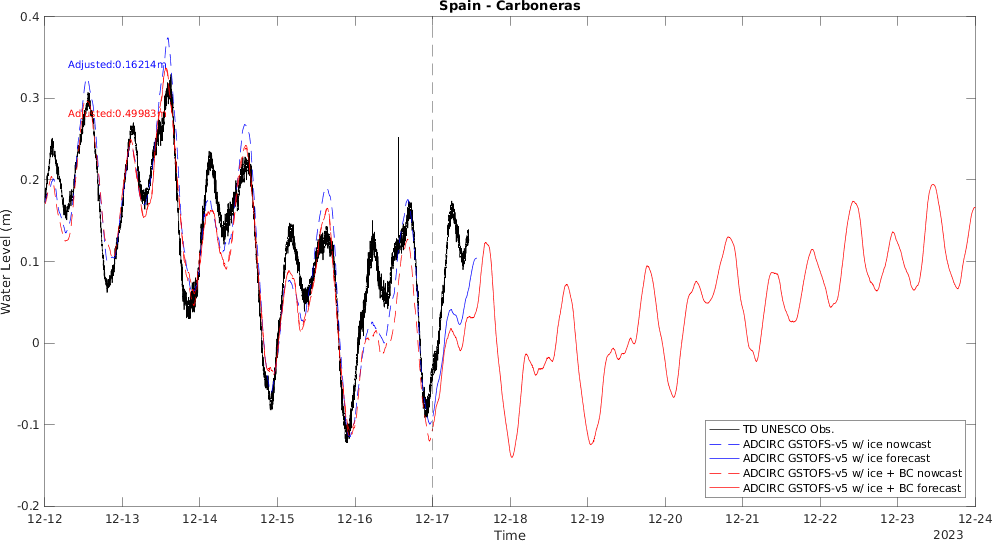 Spain - Carboneras
0.4
0.3
0.2
0.1
0
-0.1
-0.2
Water Level (m)
Adjusted:0.16214m
Adjusted:0.49983m
TD UNESCO Obs.
ADCIRC GSTOFS-v5 w/ ice nowcast
ADCIRC GSTOFS-v5 w/ ice forecast
ADCIRC GSTOFS-v5 w/ ice + BC nowcast
ADCIRC GSTOFS-v5 w/ ice + BC forecast
12-12 12-13 12-14 12-15 12-16 12-17 12-18 12-19 12-20 12-21 12-22 12-23 12-24
Time
2023